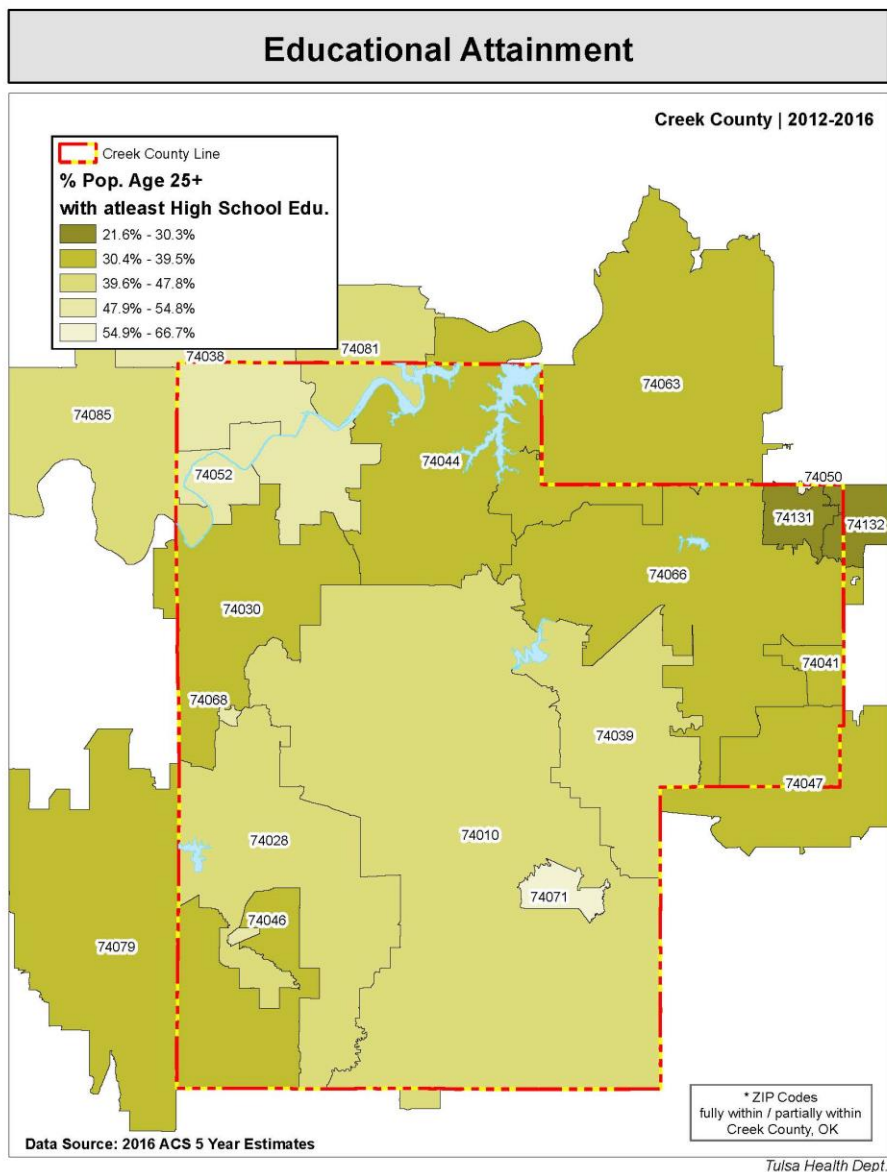 Educational Attainment
Creek County | 2012-2016
Creek County Line
% Pop. Age 25+
with atleast High School Edu.
21.6% - 30.3%
30.4% - 39.5%
39.6% - 47.8%
47.9% - 54.8%
54.9% - 66.7%
74038
74081
74063
74085
74052
74044
74050
74131
74132
74030
74066
74041
74068
74039
74047
74028
74010
74071
74046
74079
* ZIP Codes
fully within / partially within
Creek County, OK
Data Source: 2016 ACS 5 Year Estimates
Tulsa Health Dept.